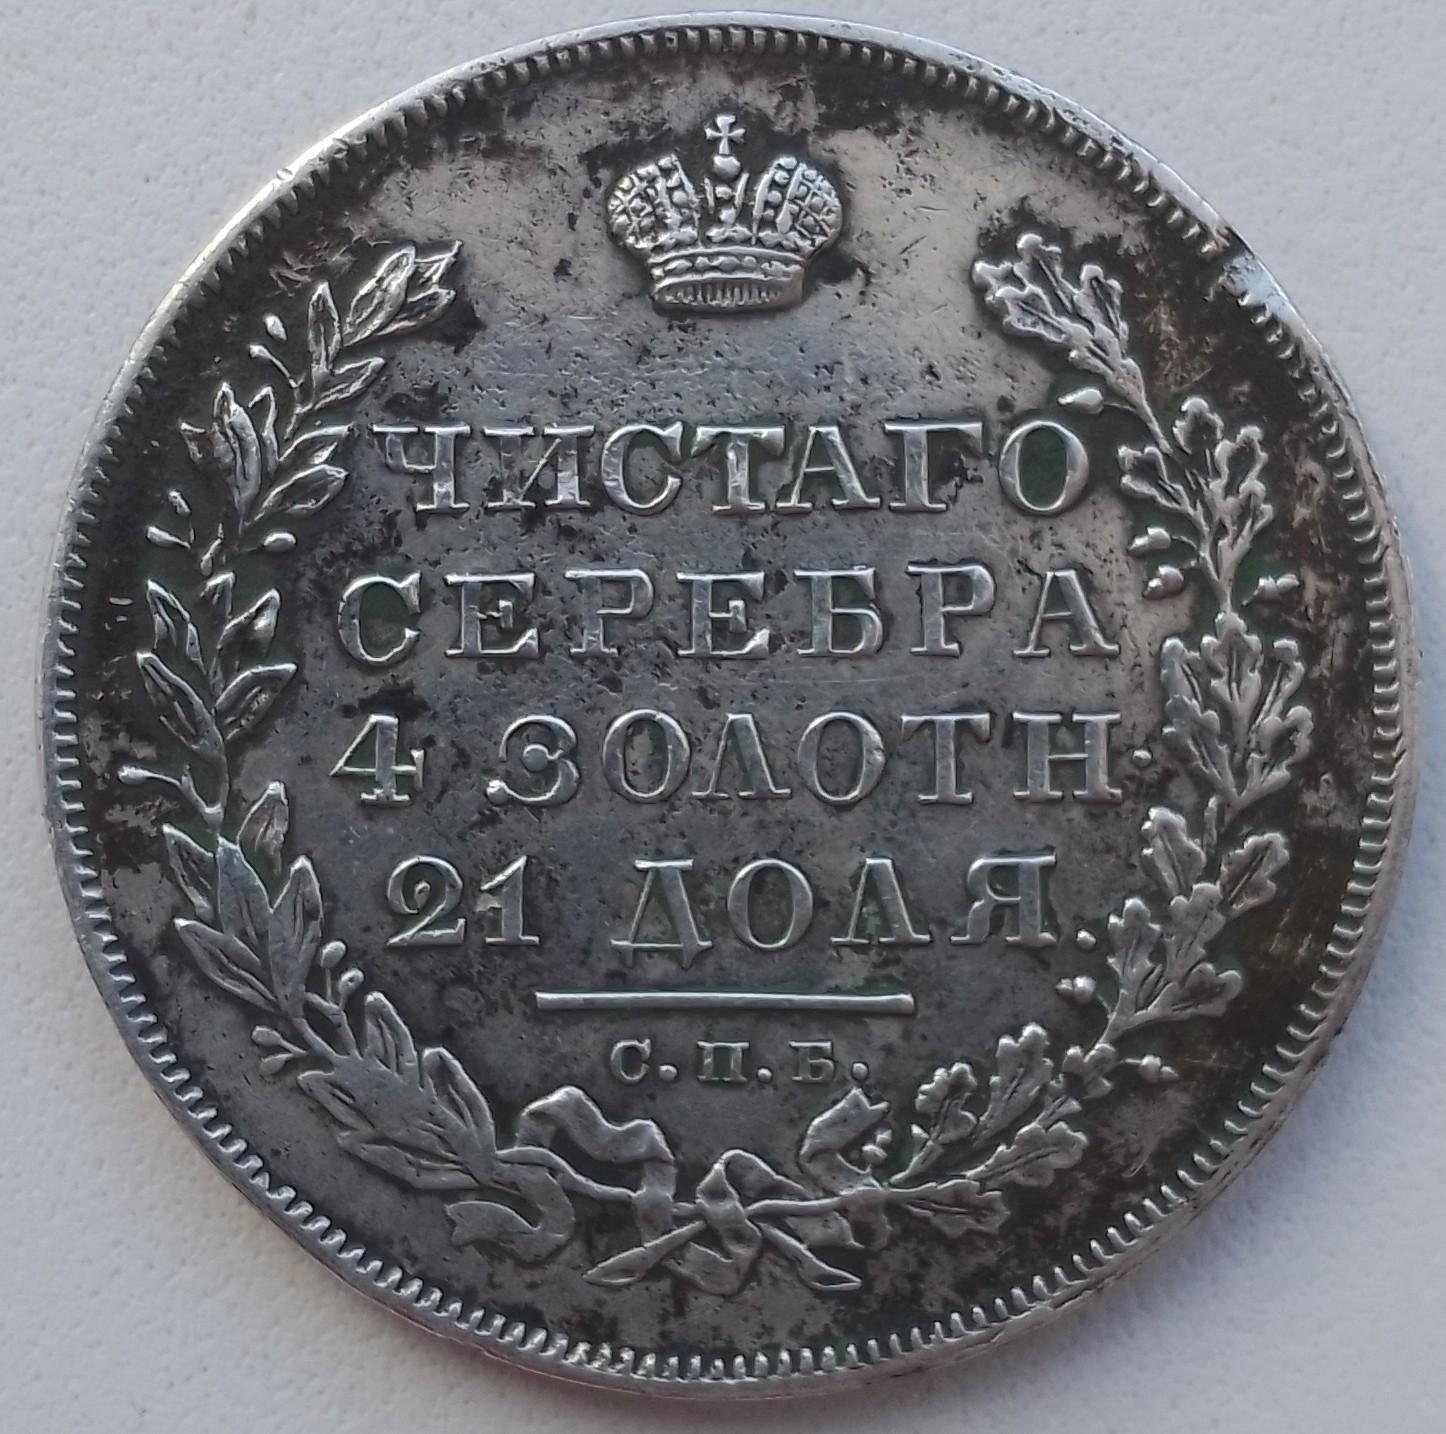 ЧИСТАГО
СЕРЕБРА
4 ЗОЛОТН.
21 ДОЛЯ.
С.П.Б.